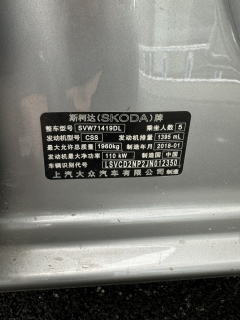 斯柯达(SKODA)牌
整车型号 SVW71419DL 乘坐人数 5
发动机型号 CSS 发动机排量 1395 mL
最大允许总质量 1960kg 制造年月 2018-01
发动机最大净功率 110 kW 制造国 中国
车辆识别代号 LSVCD2NP2JN012350
上汽大众汽车有限公司 制造